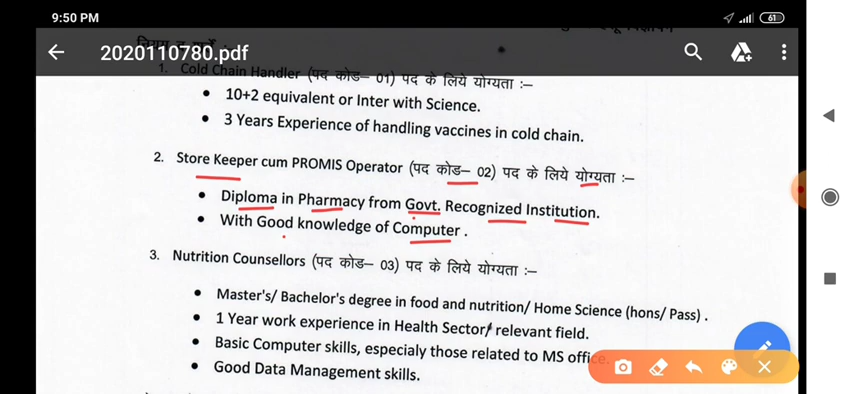 9:50 PM
61
2020110780.pdf
1. Cold Chain Handler (पद कोड– 01) पद के लिये योग्यता :–
• 10+2 equivalent or Inter with Science.
• 3 Years Experience of handling vaccines in cold chain.
2. Store Keeper cum PROMIS Operator (पद कोड– 02) पद के लिये योग्यता :–
• Diploma in Pharmacy from Govt. Recognized Institution.
• With Good knowledge of Computer .
3. Nutrition Counsellors (पद कोड– 03) पद के लिये योग्यता :–
• Master's/ Bachelor's degree in food and nutrition/ Home Science (hons/ Pass) .
• 1 Year work experience in Health Sector/ relevant field.
• Basic Computer skills, especialy those related to MS office.
• Good Data Management skills.